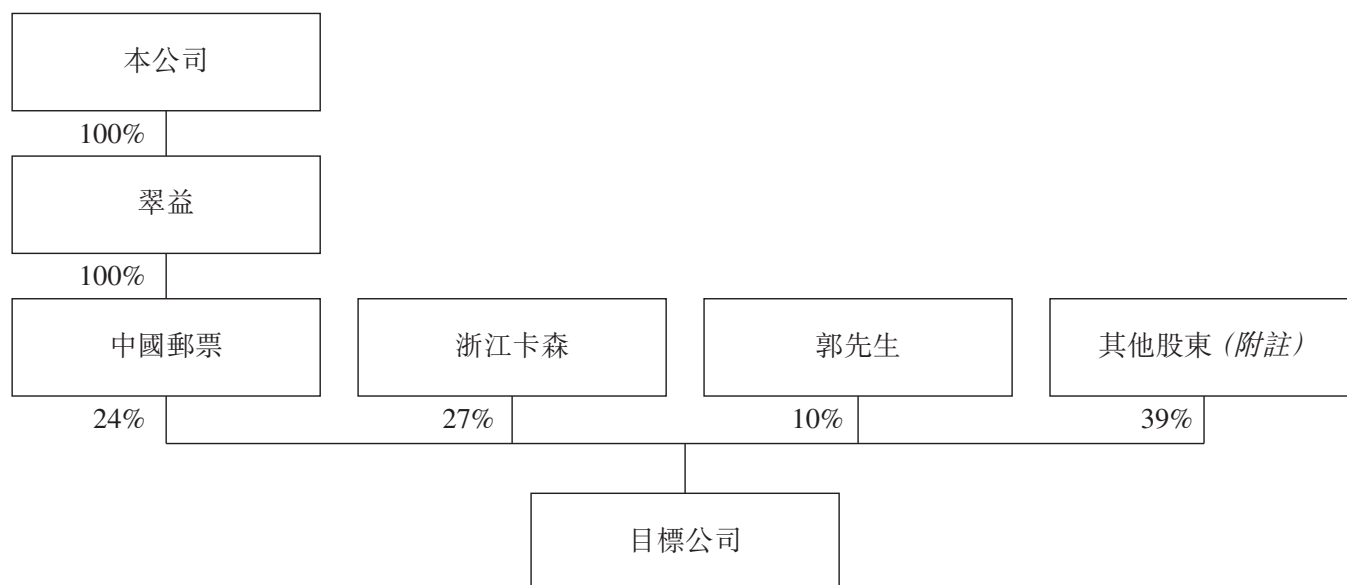 本公司
100%
翠益
100%
中國郵票
浙江卡森
郭先生
其他股東（附註）
24%
27%
10%
39%
目標公司